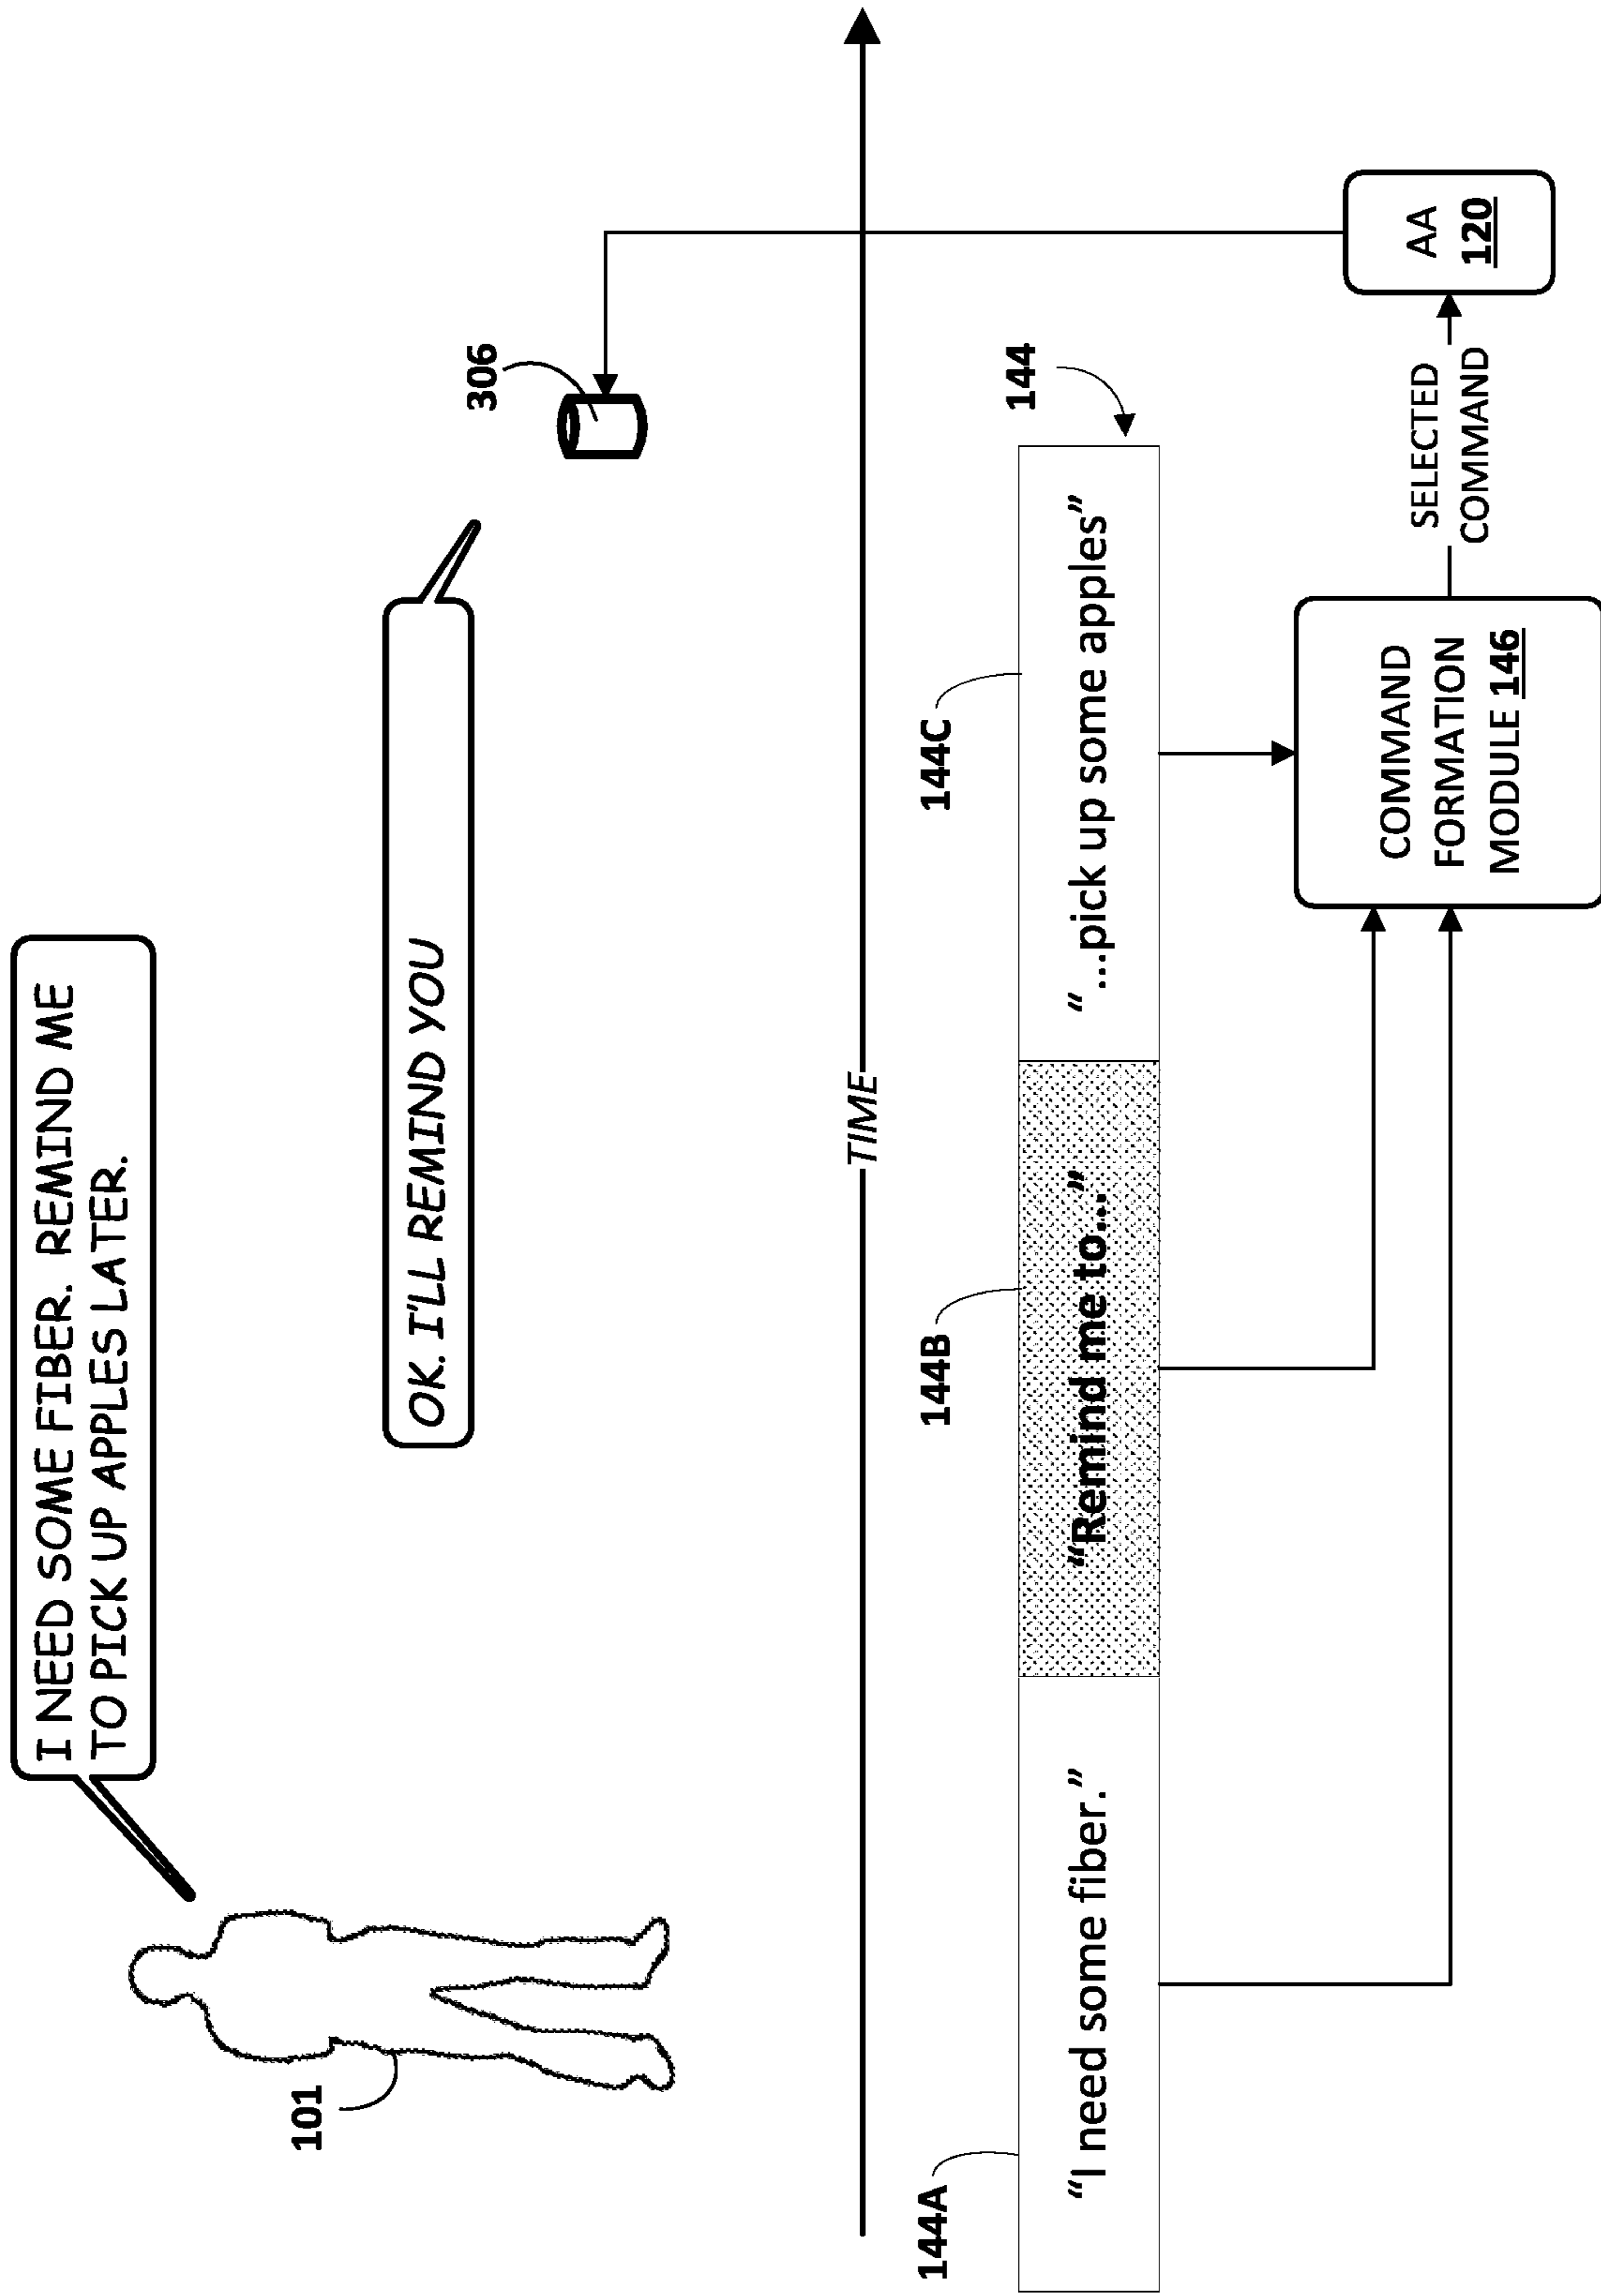 I NEED SOME FIBER. REMIND ME
TO PICK UP APPLES LATER.
101
OK. I'LL REMIND YOU
306
TIME
144A
144B
144C
144
“I need some fiber.”
“Remind me to...”
“...pick up some apples”
COMMAND
FORMATION
MODULE 146
SELECTED
COMMAND
AA
120